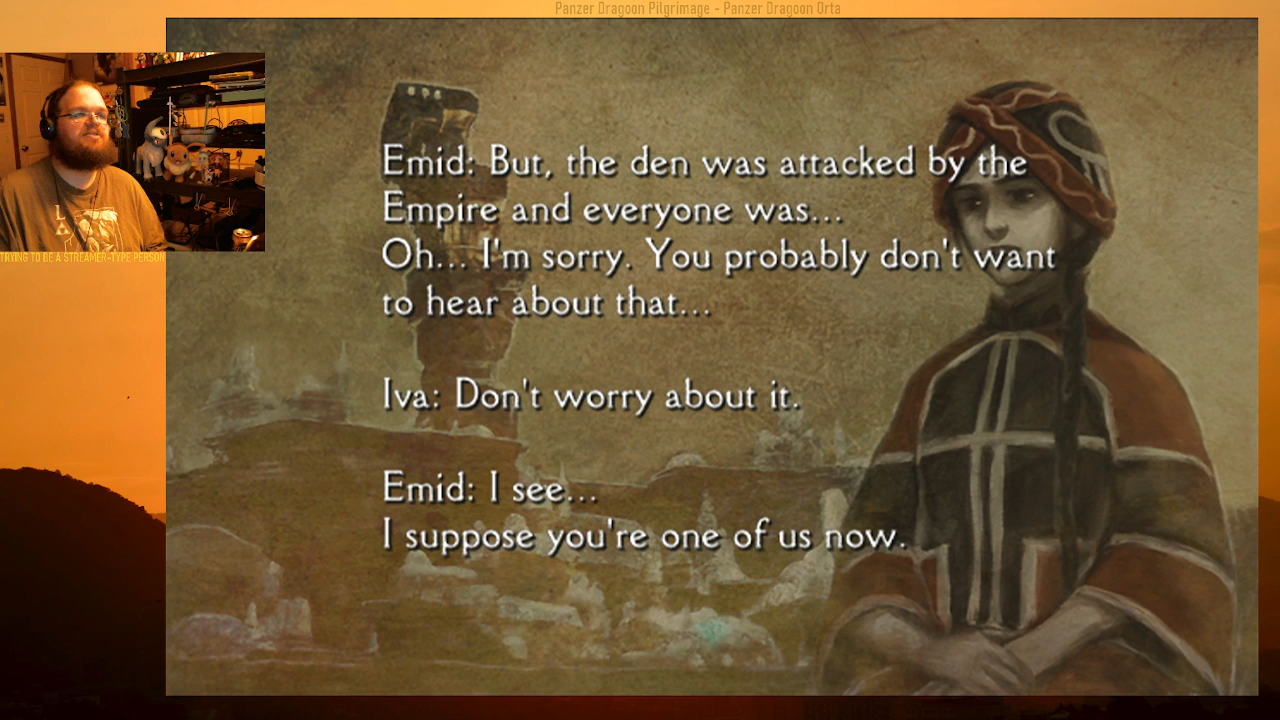 Panzer Dragoon Pilgrimage - Panzer Dragoon Orta
Emid: But, the den was attacked by the
Empire and everyone was...
Oh... I'm sorry. You probably don't want
to hear about that...
Iva: Don't worry about it.
Emid: I see...
I suppose you're one of us now.
TRYING TO BE A STREAMER-TYPE PERSON